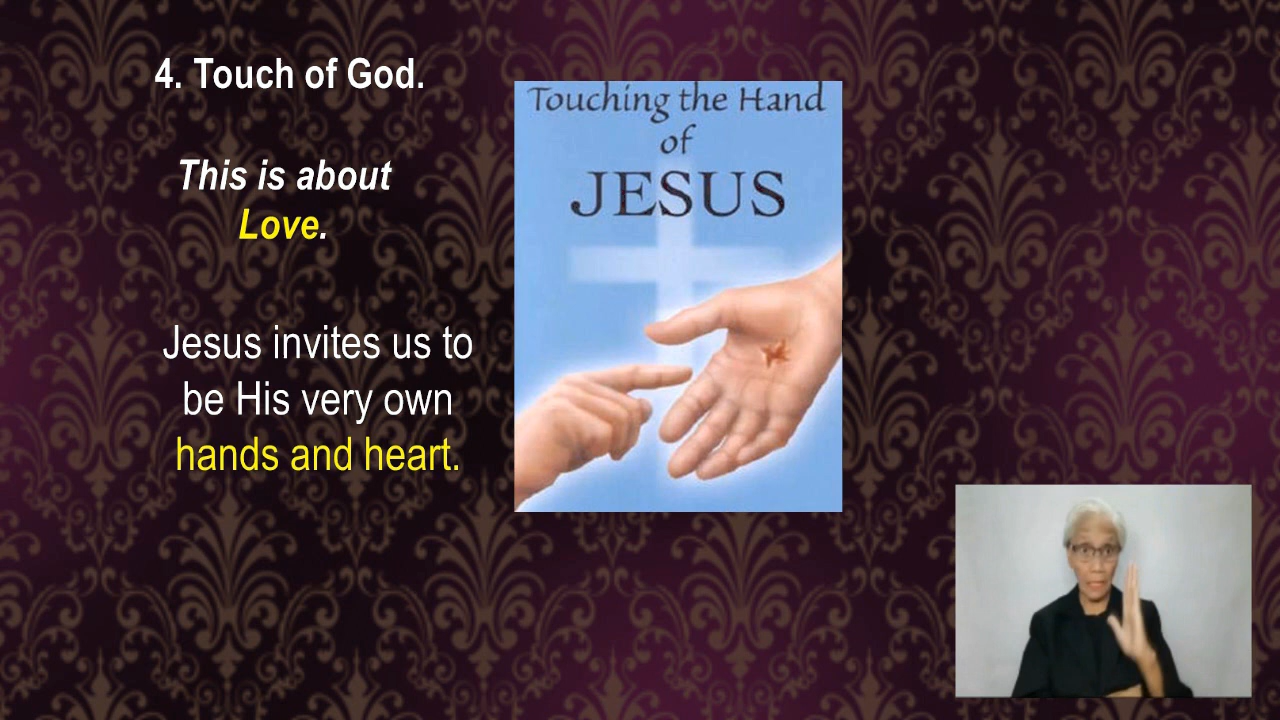 4. Touch of God.
This is about
Love.
Jesus invites us to
be His very own
hands and heart.
Touching the Hand
of
JESUS